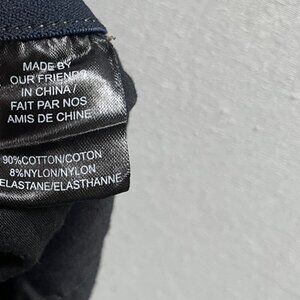 MADE BY
OUR FRIENDS
IN CHINA/
FAIT PAR NOS
AMIS DE CHINE
90%COTTON/COTON
8%NYLON/NYLON
ELASTANE/ELASTHANNE